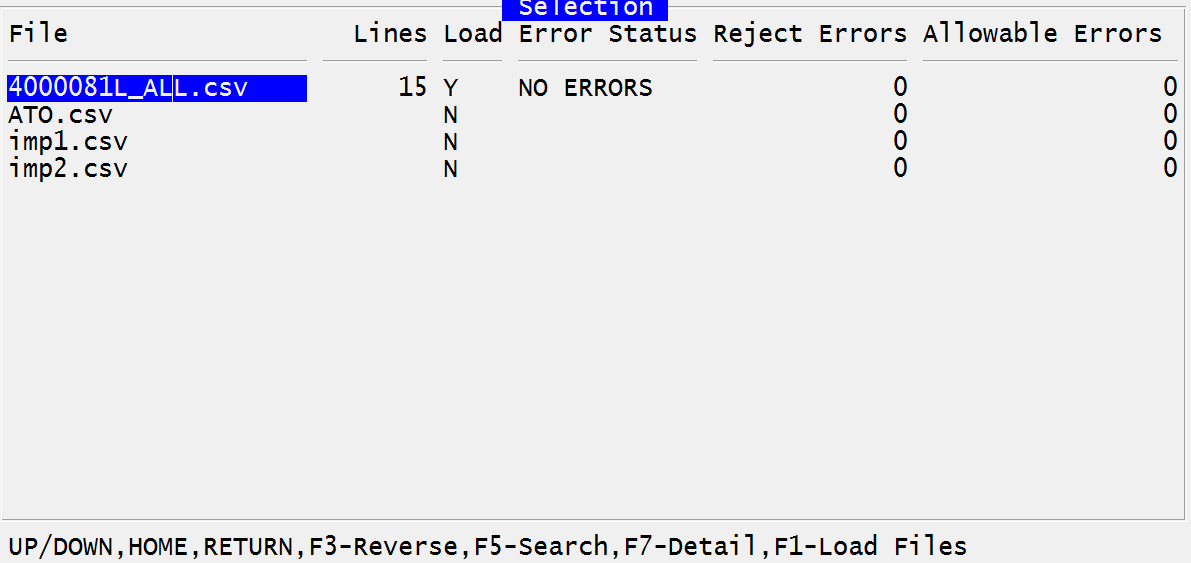 Selection
File Lines Load Error Status Reject Errors Allowable Errors
4000081L_ALL.csv 15 Y NO ERRORS 0 0
ATO.csv N 0 0
imp1.csv N 0 0
imp2.csv N 0 0
UP/DOWN,HOME,RETURN,F3-Reverse,F5-Search,F7-Detail,F1-Load Files